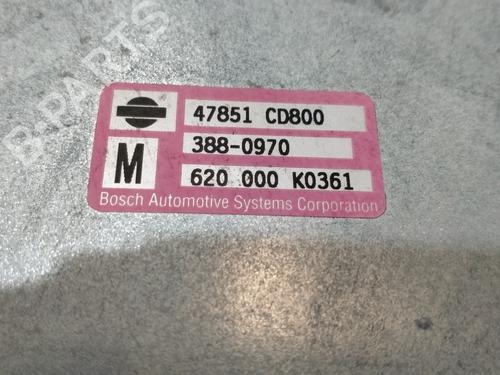 B-PARTS
47851 CD800
388-0970
M
620 000 K0361
Bosch Automotive Systems Corporation